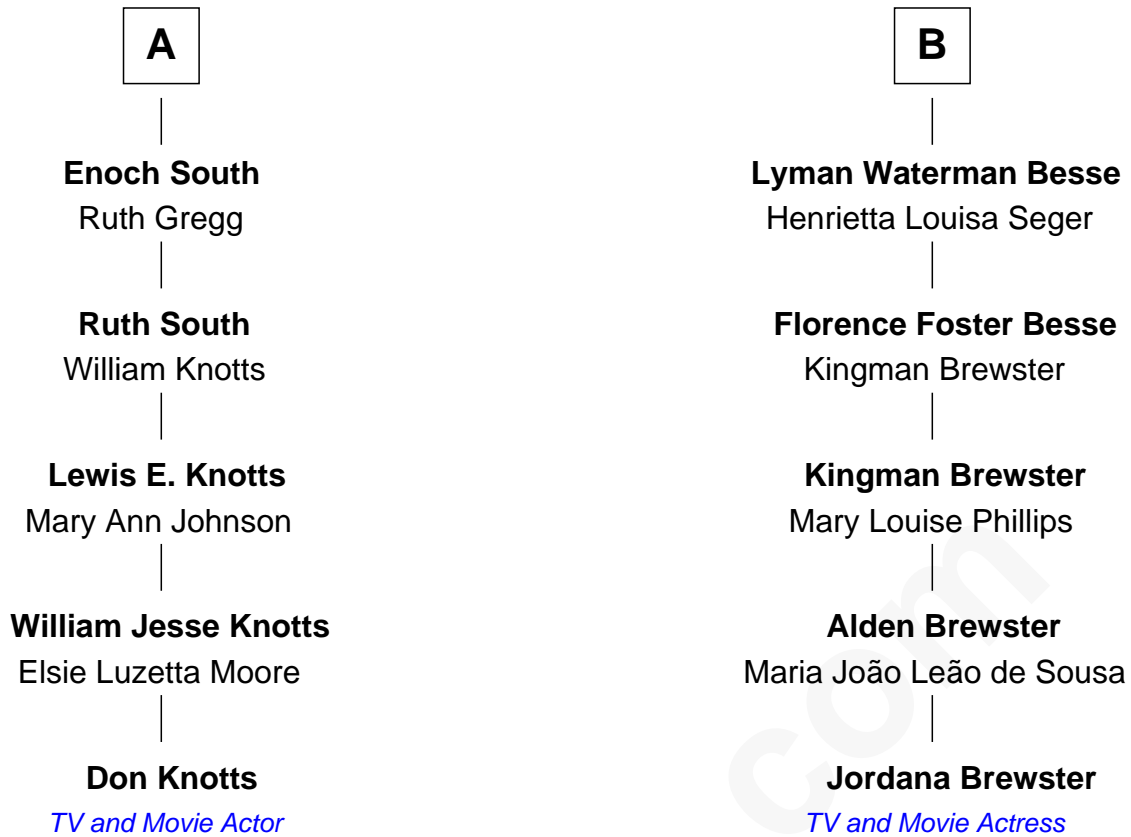 A
Enoch South
Ruth Gregg
Ruth South
William Knotts
Lewis E. Knotts
Mary Ann Johnson
William Jesse Knotts
Elsie Luzetta Moore
Don Knotts
TV and Movie Actor
B
Lyman Waterman Besse
Henrietta Louisa Seger
Florence Foster Besse
Kingman Brewster
Kingman Brewster
Mary Louise Phillips
Alden Brewster
Maria João Leão de Sousa
Jordana Brewster
TV and Movie Actress
com